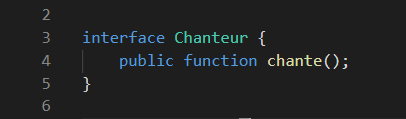 2
3 interface Chanteur {
4 public function chante();
5 }
6